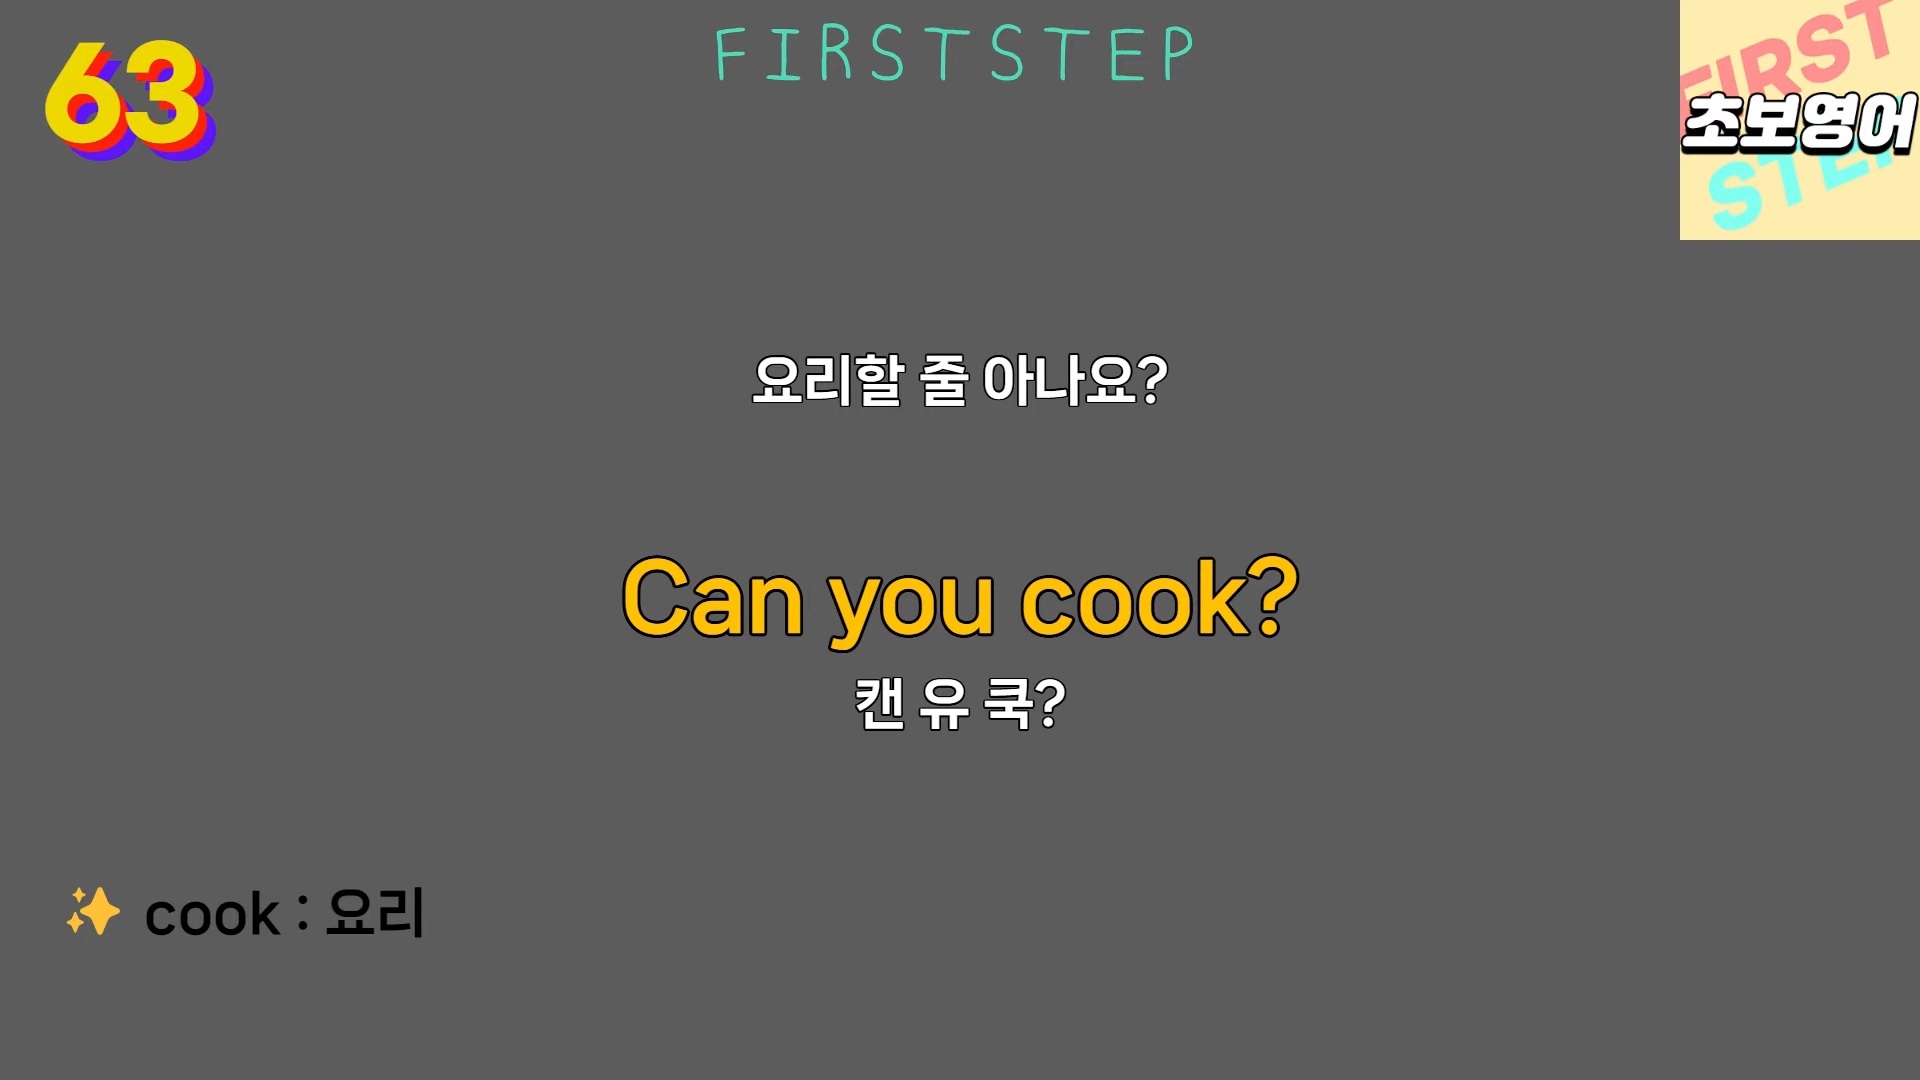 63
FIRSTSTEP
FIRST
초보영어
STEP
요리할 줄 아나요?
Can you cook?
캔 유 쿡?
cook : 요리